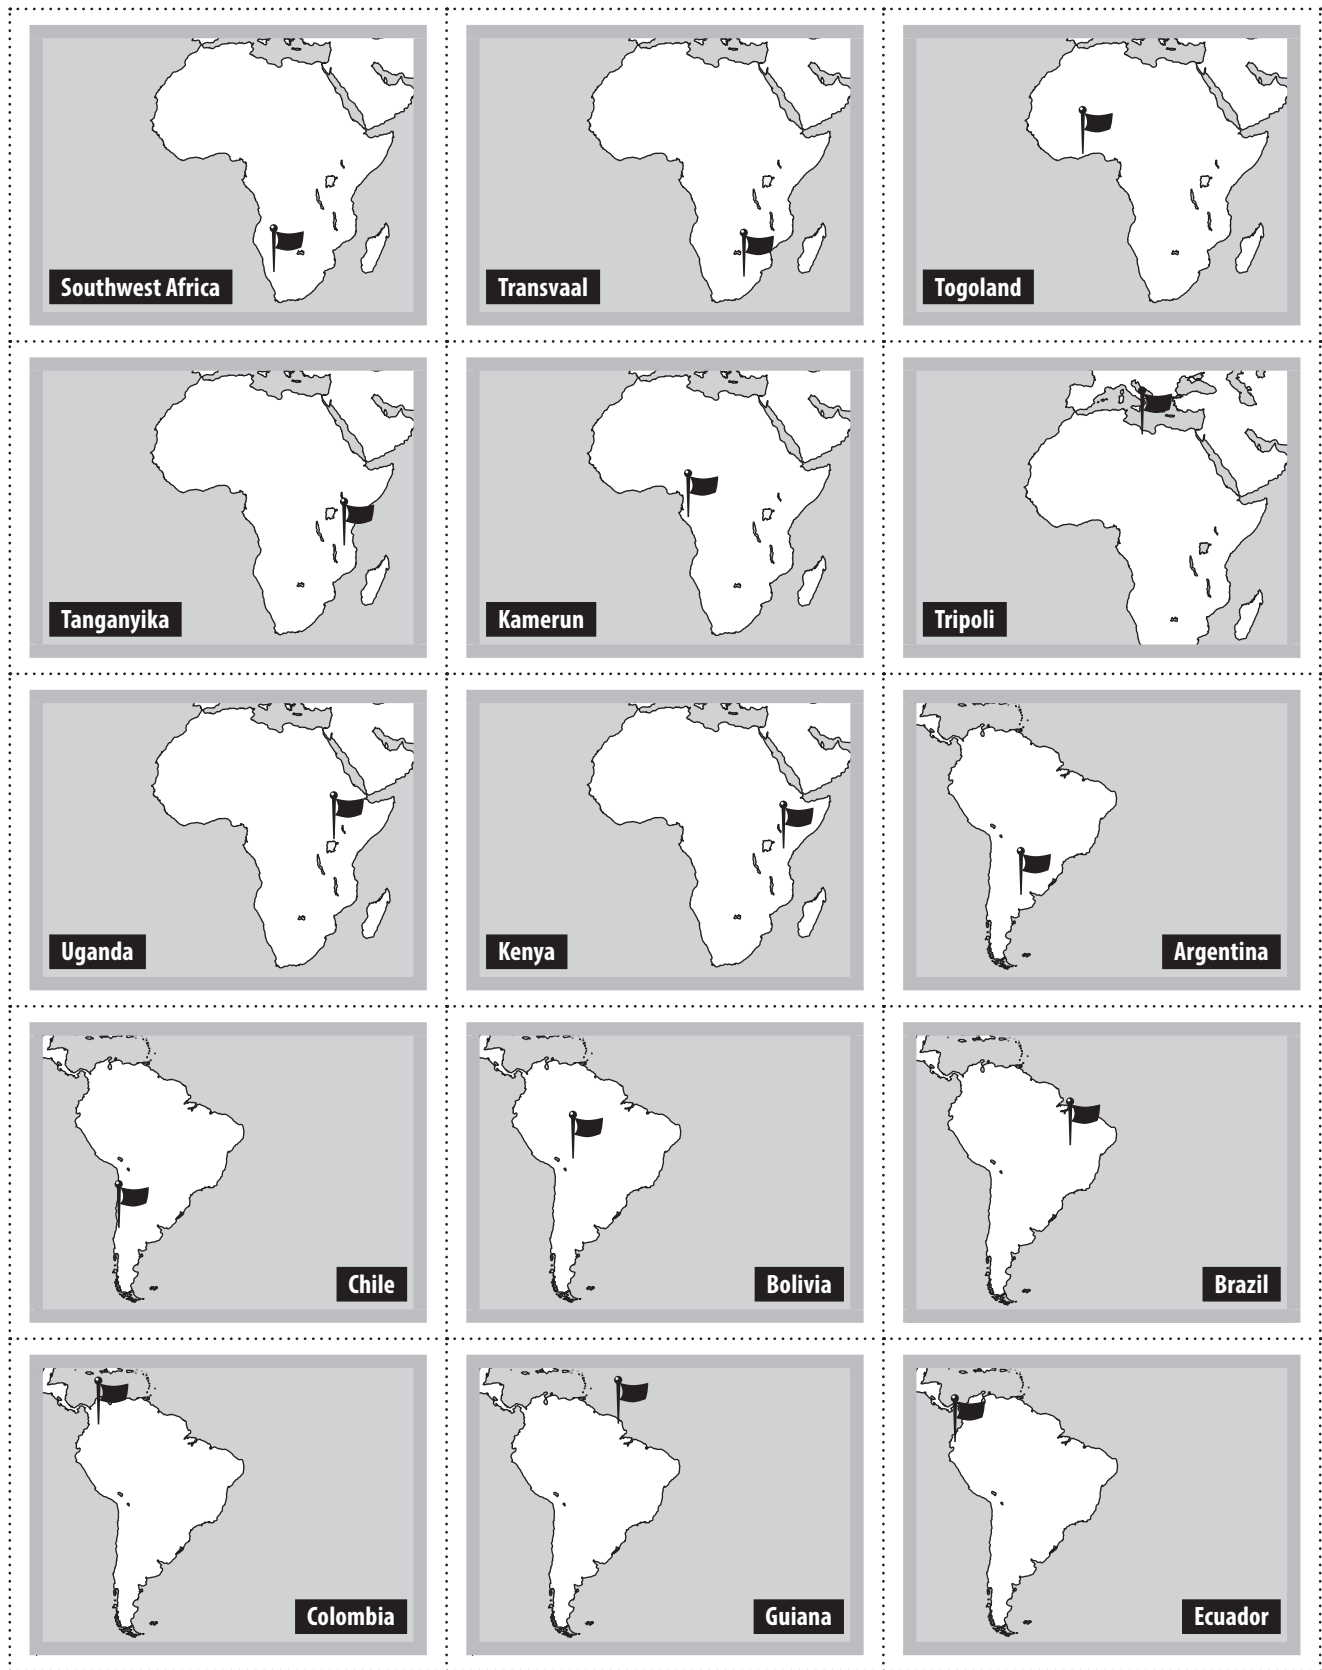 Southwest Africa
Transvaal
Togoland
Tanganyika
Kamerun
Tripoli
Uganda
Kenya
Argentina
Chile
Bolivia
Brazil
Colombia
Guiana
Ecuador